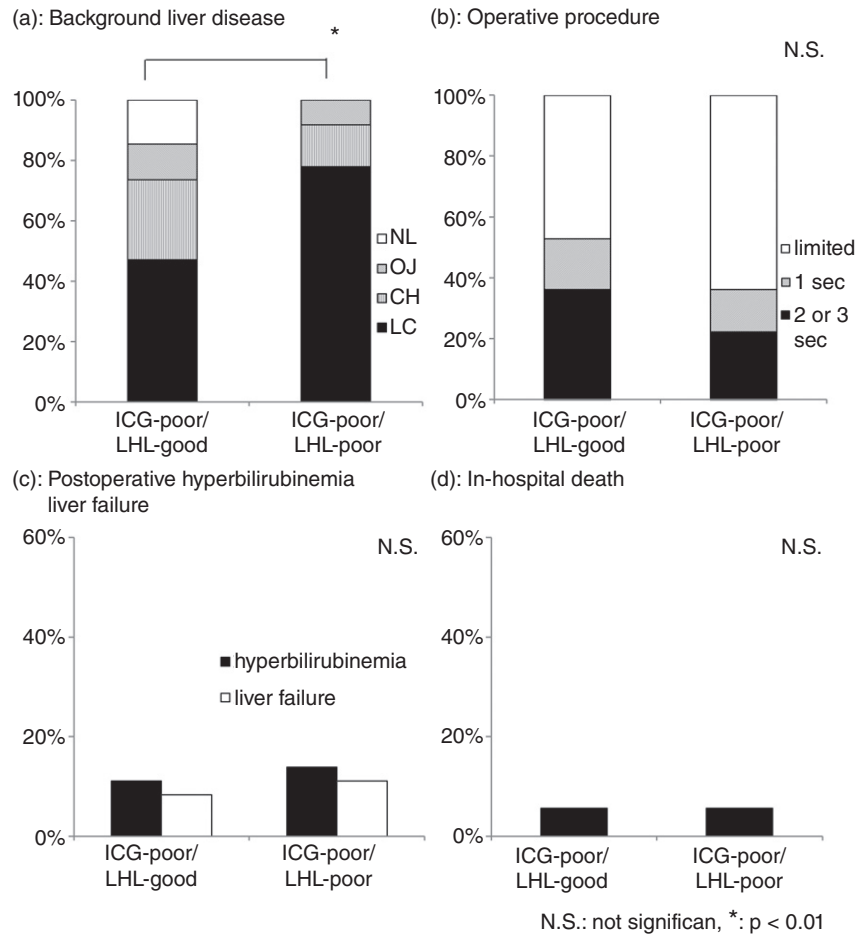 (a): Background liver disease
*
100%
80%
60%
40%
20%
0%
NL
OJ
CH
LC
ICG-poor/
LHL-good
ICG-poor/
LHL-poor
(b): Operative procedure
N.S.
100%
80%
60%
40%
20%
0%
limited
1 sec
2 or 3
sec
ICG-poor/
LHL-good
ICG-poor/
LHL-poor
(c): Postoperative hyperbilirubinemia
liver failure
N.S.
60%
40%
20%
0%
hyperbilirubinemia
liver failure
ICG-poor/
LHL-good
ICG-poor/
LHL-poor
(d): In-hospital death
N.S.
60%
40%
20%
0%
ICG-poor/
LHL-good
ICG-poor/
LHL-poor
N.S.: not significan, *: p < 0.01